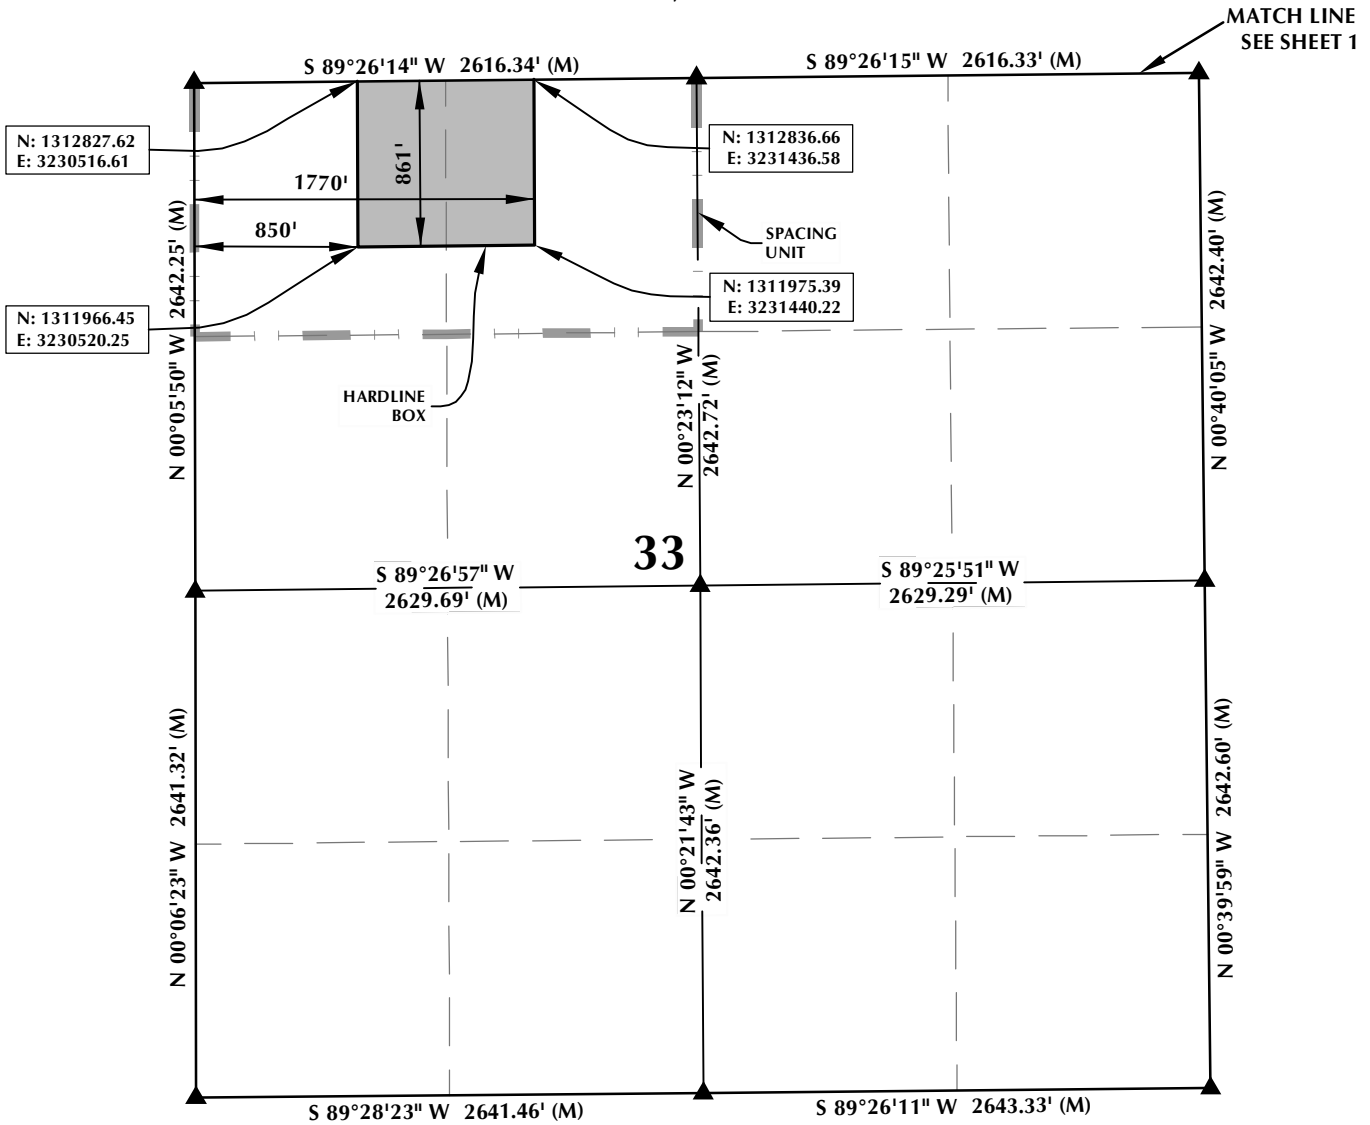 MATCH LINE
SEE SHEET 1
S 89°26'14" W 2616.34' (M)
S 89°26'15" W 2616.33' (M)
N: 1312827.62
E: 3230516.61
N: 1312836.66
E: 3231436.58
861'
1770'
850'
SPACING
UNIT
N: 1311966.45
E: 3230520.25
N: 1311975.39
E: 3231440.22
HARDLINE
BOX
N 00°05'50" W 2642.25' (M)
N 00°23'12" W
2642.72' (M)
N 00°40'05" W 2642.40' (M)
33
S 89°26'57" W
2629.69' (M)
S 89°25'51" W
2629.29' (M)
N 00°06'23" W 2641.32' (M)
N 00°21'43" W
2642.36' (M)
N 00°39'59" W 2642.60' (M)
S 89°28'23" W 2641.46' (M)
S 89°26'11" W 2643.33' (M)